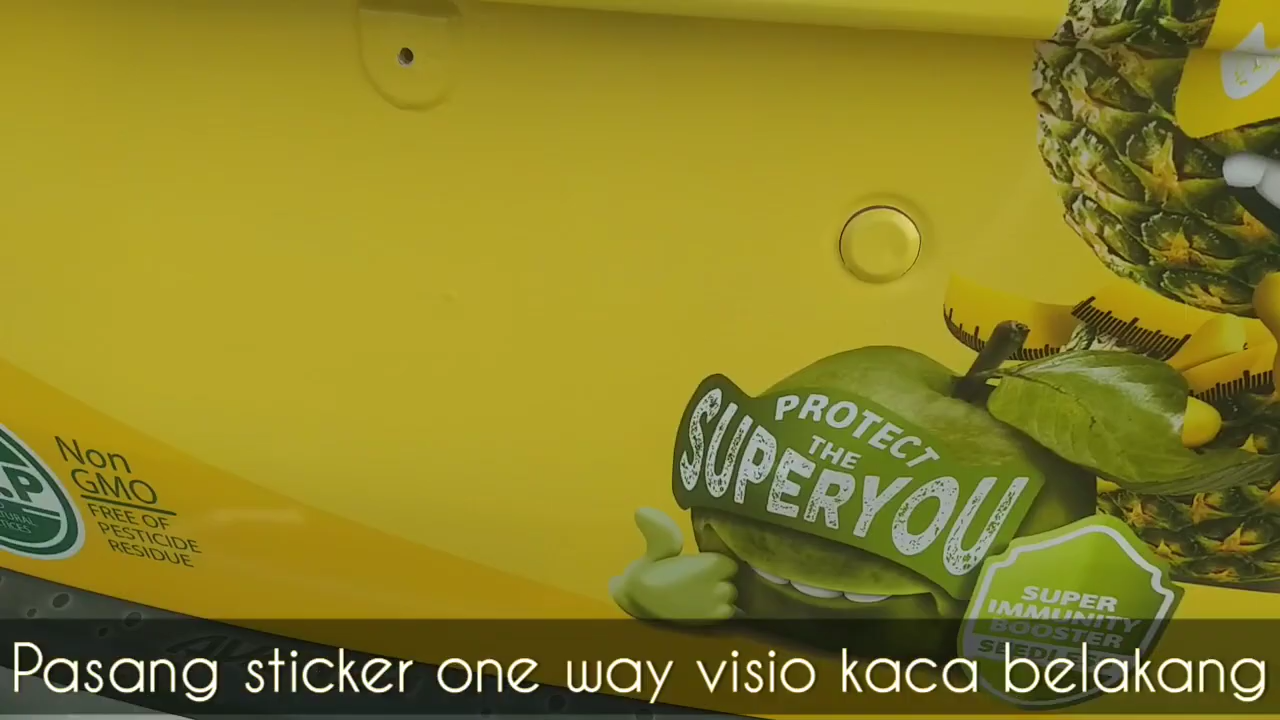 PROTECT
THE
SUPERYOU
Non
GMO
FREE OF
PESTICIDE
RESIDUE
SUPER
IMMUNITY
BOOSTER
Pasang sticker one way visio kaca belakang